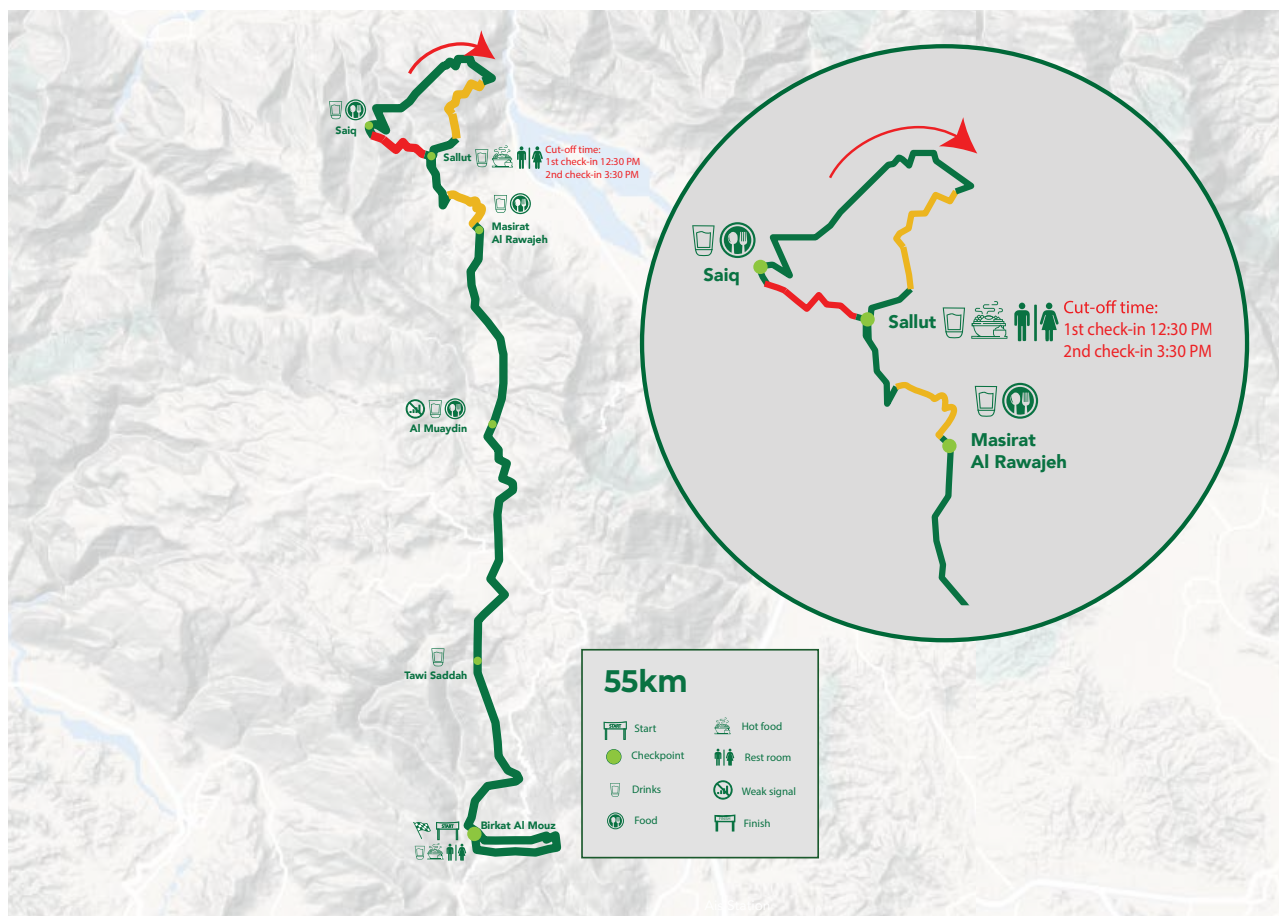 Saiq
Sallut
Cut-off time:
1st check-in 12:30 PM
2nd check-in 3:30 PM
Masirat
Al Rawajeh
Al Muaydin
Tawi Saddah
START
Birkat Al Mouz
Saiq
Sallut
Cut-off time:
1st check-in 12:30 PM
2nd check-in 3:30 PM
Masirat
Al Rawajeh
55km
START
Start
Hot food
Checkpoint
Rest room
Drinks
Weak signal
Food
Finish